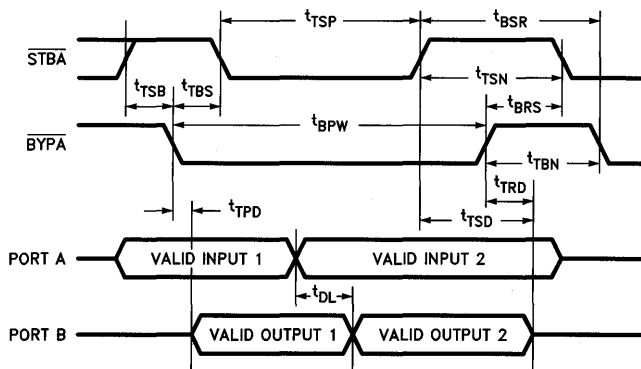 tTSP
tBSR
STBA
tTSN
tTSB
tTBS
tBRS
tBPW
BYPA
tTBN
tTRD
tTPD
tTSD
PORT A
VALID INPUT 1
VALID INPUT 2
tDL
PORT B
VALID OUTPUT 1
VALID OUTPUT 2